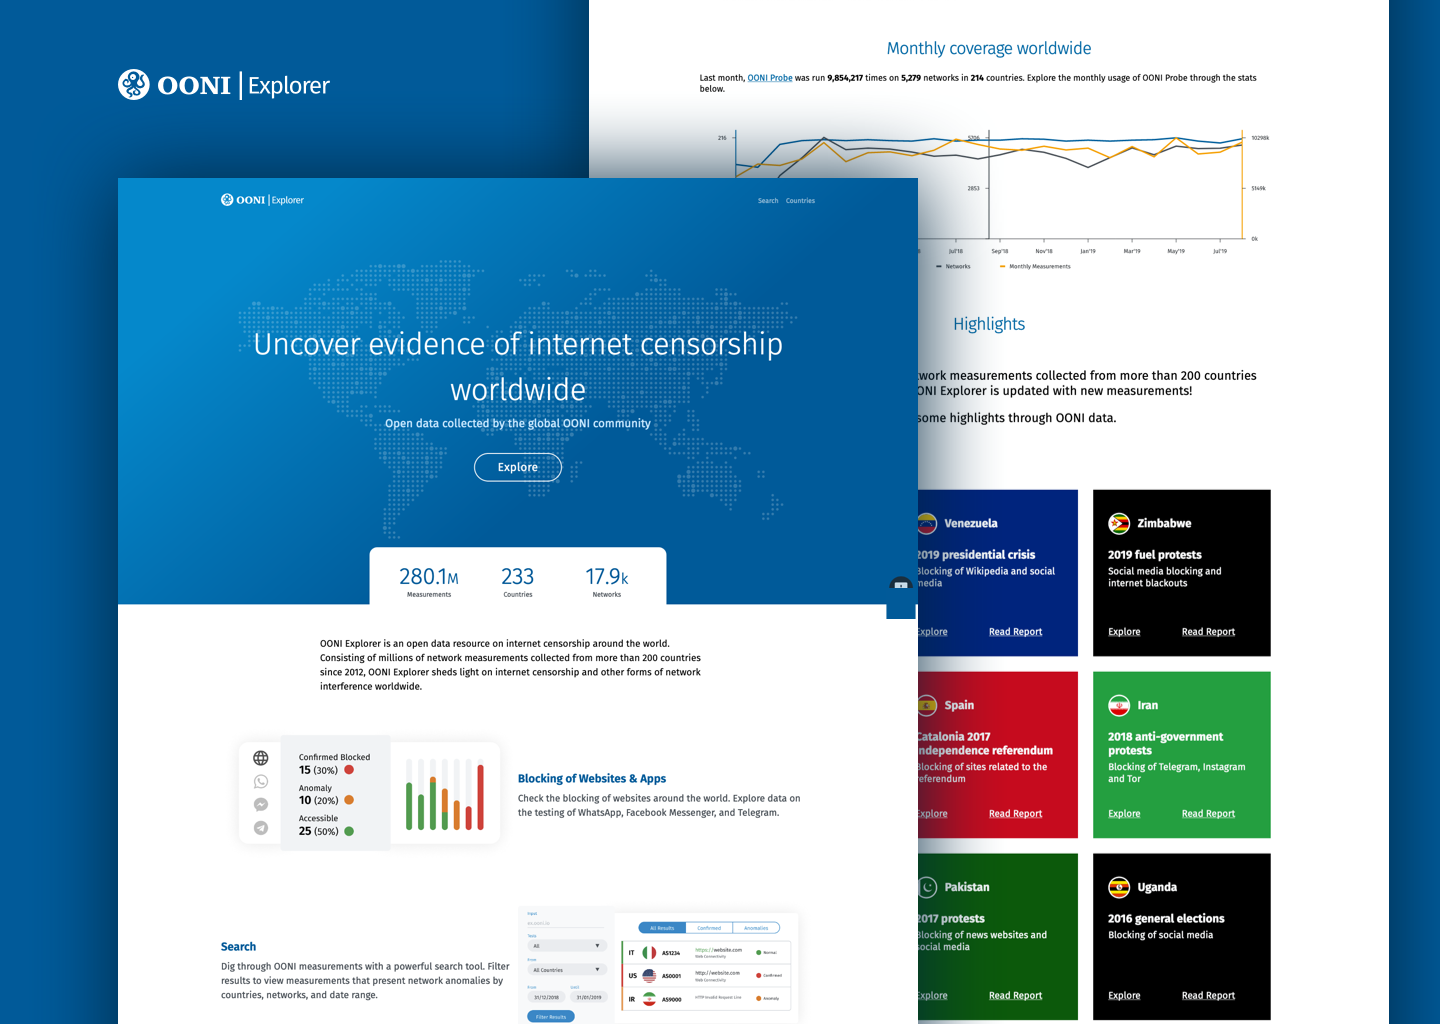 OONI | Explorer
Monthly coverage worldwide
Last month, OONI Probe was run 9,854,217 times on 5,279 networks in 214 countries. Explore the monthly usage of OONI Probe through the stats
below.
216
5706
10298k
2853
5149k
0k
Jul'18 Sep'18 Nov'18 Jan'19 Mar'19 May'19 Jul'19
Networks Monthly Measurements
OONI | Explorer
Search Countries
Uncover evidence of internet censorship
worldwide
Open data collected by the global OONI community
Explore
280.1M 233 17.9k
Measurements Countries Networks
OONI Explorer is an open data resource on internet censorship around the world.
Consisting of millions of network measurements collected from more than 200 countries
since 2012, OONI Explorer sheds light on internet censorship and other forms of network
interference worldwide.
Confirmed Blocked
15 (30%)
Anomaly
10 (20%)
Accessible
25 (50%)
Blocking of Websites & Apps
Check the blocking of websites around the world. Explore data on
the testing of WhatsApp, Facebook Messenger, and Telegram.
Search
Dig through OONI measurements with a powerful search tool. Filter
results to view measurements that present network anomalies by
countries, networks, and date range.
Input
All
All Countries
31/12/2018 31/01/2019
Filter Results
All Results Confirmed Anomalies
IT AS1234 https://website.com Normal
Web Connectivity
US AS0001 http://website.com Confirmed
Web Connectivity
IR AS9000 HTTP Invalid Request Line Anomaly
Highlights
work measurements collected from more than 200 countries
ONI Explorer is updated with new measurements!
some highlights through OONI data.
Venezuela
2019 presidential crisis
Blocking of Wikipedia and social
media
Explore Read Report
Zimbabwe
2019 fuel protests
Social media blocking and
internet blackouts
Explore Read Report
Spain
Catalonia 2017
independence referendum
Blocking of sites related to the
referendum
Explore Read Report
Iran
2018 anti-government
protests
Blocking of Telegram, Instagram
and Tor
Explore Read Report
Pakistan
2017 protests
Blocking of news websites and
social media
Explore Read Report
Uganda
2016 general elections
Blocking of social media
Explore Read Report